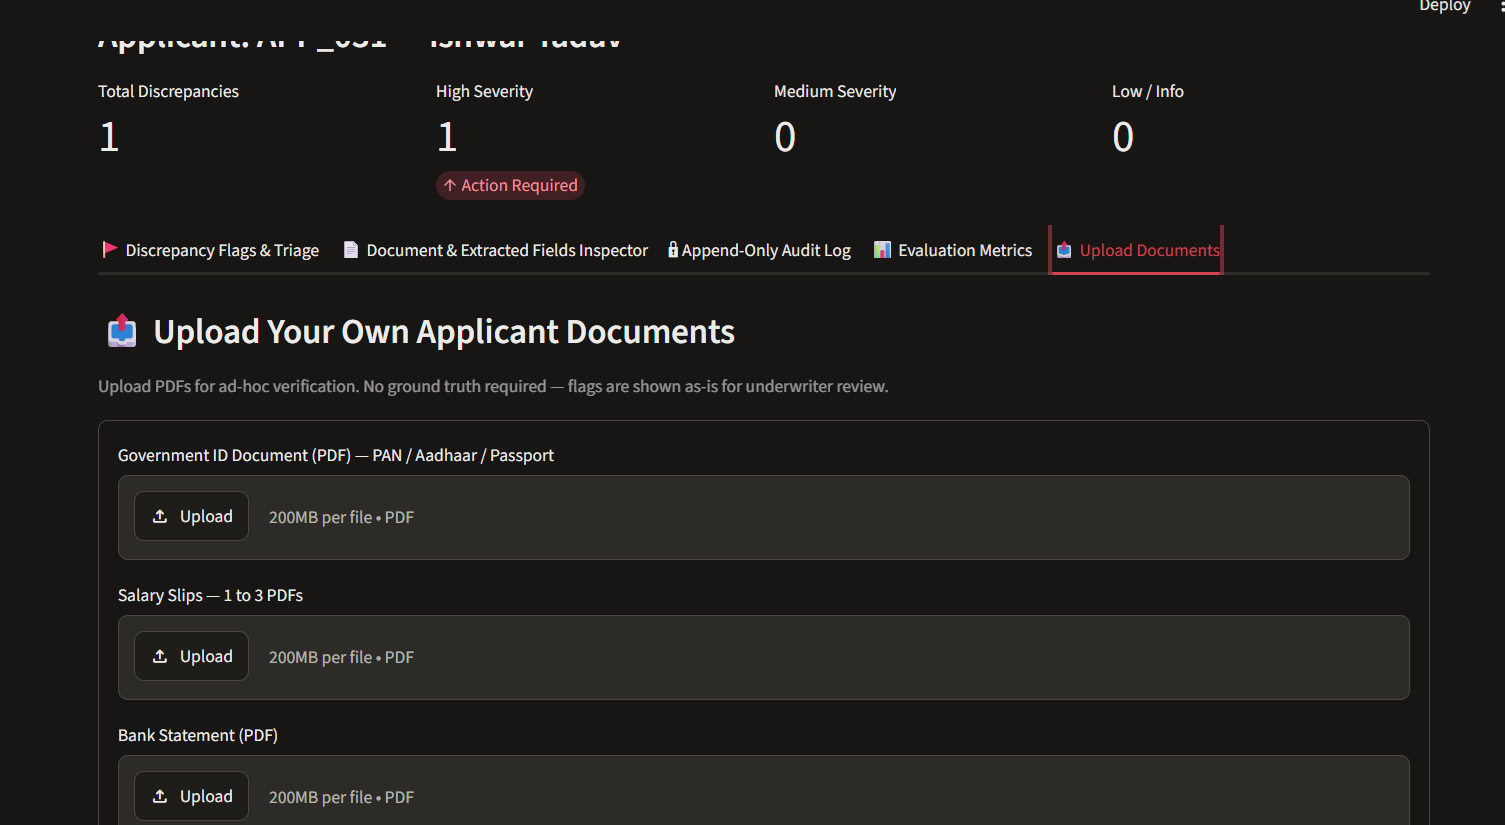 Deploy
Applicant: APP_031 Ishwar Yadav
Total Discrepancies
High Severity
Medium Severity
Low / Info
1
1
0
0
↑ Action Required
Discrepancy Flags & Triage
Document & Extracted Fields Inspector
Append-Only Audit Log
Evaluation Metrics
Upload Documents
Upload Your Own Applicant Documents
Upload PDFs for ad-hoc verification. No ground truth required — flags are shown as-is for underwriter review.
Government ID Document (PDF) — PAN / Aadhaar / Passport
Upload
200MB per file • PDF
Salary Slips — 1 to 3 PDFs
Upload
200MB per file • PDF
Bank Statement (PDF)
Upload
200MB per file • PDF